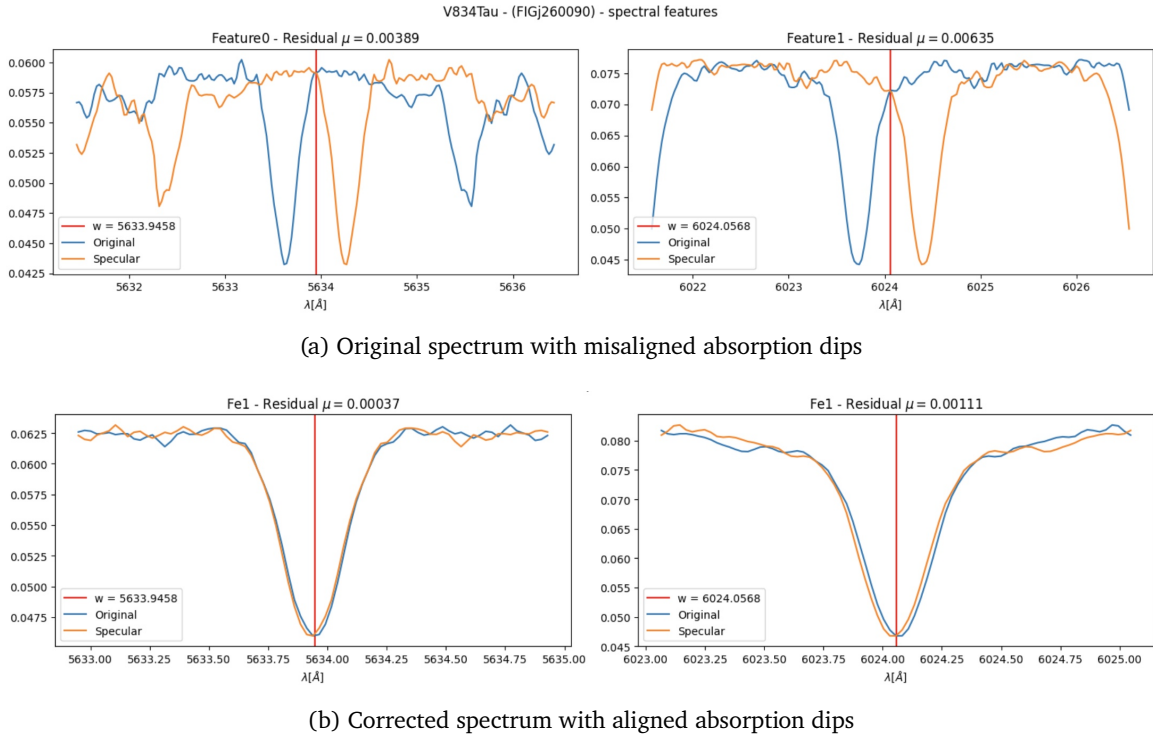 V834Tau - (FIGj260090) - spectral features
Feature0 - Residual μ = 0.00389
0.0600
0.0575
0.0550
0.0525
0.0500
0.0475
0.0450
0.0425
w = 5633.9458
Original
Specular
5632
5633
5634
5635
5636
λ[Å]
Feature1 - Residual μ = 0.00635
0.075
0.070
0.065
0.060
0.055
0.050
0.045
w = 6024.0568
Original
Specular
6022
6023
6024
6025
6026
λ[Å]
(a) Original spectrum with misaligned absorption dips
Fe1 - Residual μ = 0.00037
0.0625
0.0600
0.0575
0.0550
0.0525
0.0500
0.0475
w = 5633.9458
Original
Specular
5633.00
5633.25
5633.50
5633.75
5634.00
5634.25
5634.50
5634.75
5635.00
λ[Å]
Fe1 - Residual μ = 0.00111
0.080
0.075
0.070
0.065
0.060
0.055
0.050
0.045
w = 6024.0568
Original
Specular
6023.00
6023.25
6023.50
6023.75
6024.00
6024.25
6024.50
6024.75
6025.00
λ[Å]
(b) Corrected spectrum with aligned absorption dips